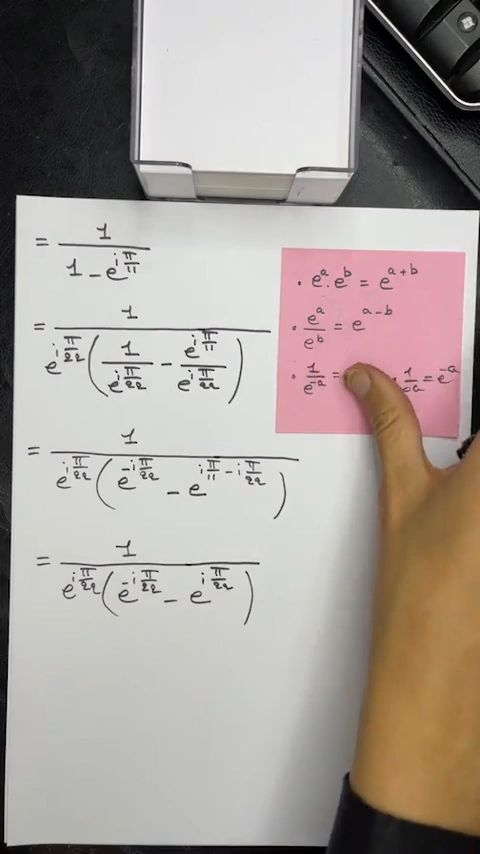 = 1 / (1 - e^{iπ/11})
= 1 / (e^{iπ/22} (1/e^{iπ/22} - e^{iπ/11}/e^{iπ/22}))
= 1 / (e^{iπ/22} (e^{-iπ/22} - e^{iπ/11 - iπ/22}))
= 1 / (e^{iπ/22} (e^{-iπ/22} - e^{iπ/22}))
• e^a . e^b = e^{a+b}
• e^a / e^b = e^{a-b}
• 1 / e^{-a} = , 1 / = e^{-a}